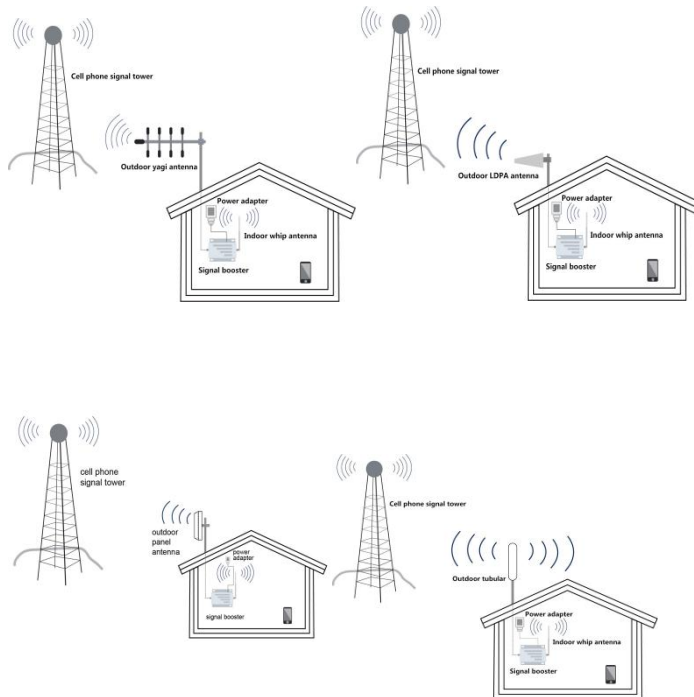 Cell phone signal tower
Outdoor yagi antenna
Power adapter
Indoor whip antenna
Signal booster
Cell phone signal tower
Outdoor LDPA antenna
Power adapter
Indoor whip antenna
Signal booster
cell phone
signal tower
outdoor
panel
antenna
power
adapter
signal booster
Cell phone signal tower
Outdoor tubular
Power adapter
Indoor whip antenna
Signal booster